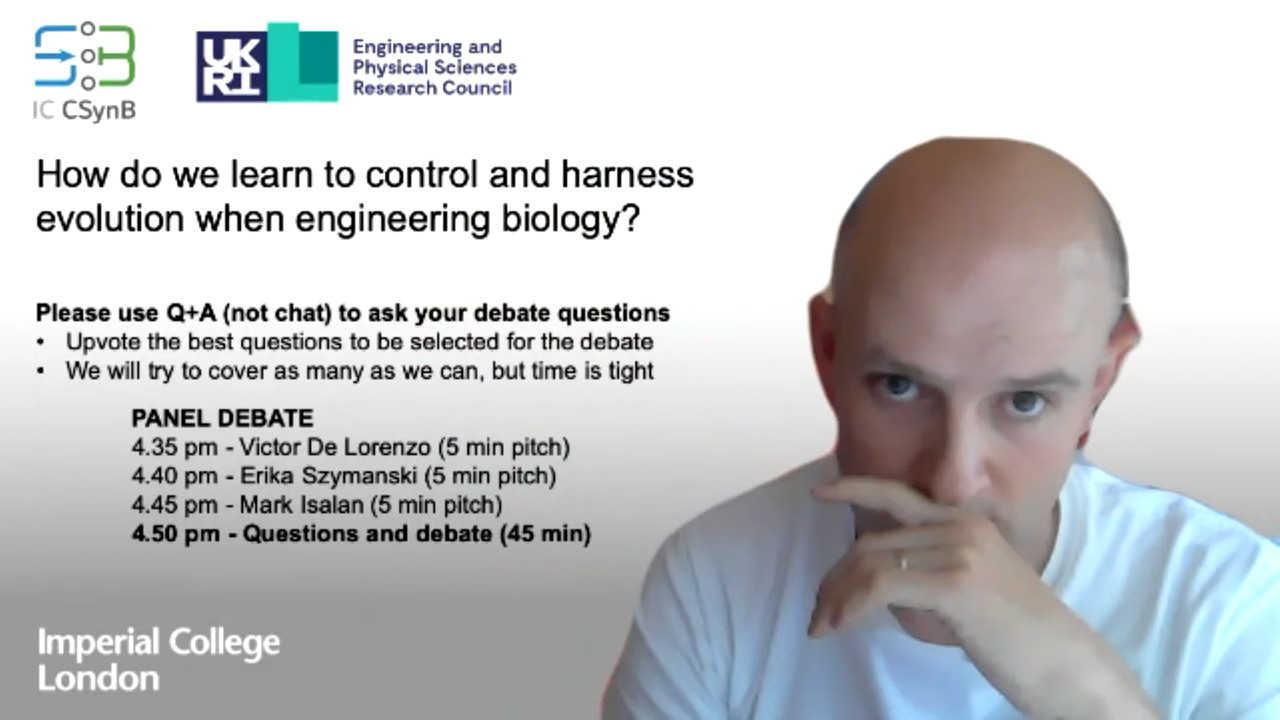 IC CSynB
UK
RI
Engineering and
Physical Sciences
Research Council
How do we learn to control and harness
evolution when engineering biology?
Please use Q+A (not chat) to ask your debate questions
• Upvote the best questions to be selected for the debate
• We will try to cover as many as we can, but time is tight
PANEL DEBATE
4.35 pm - Victor De Lorenzo (5 min pitch)
4.40 pm - Erika Szymanski (5 min pitch)
4.45 pm - Mark Isalan (5 min pitch)
4.50 pm - Questions and debate (45 min)
Imperial College
London